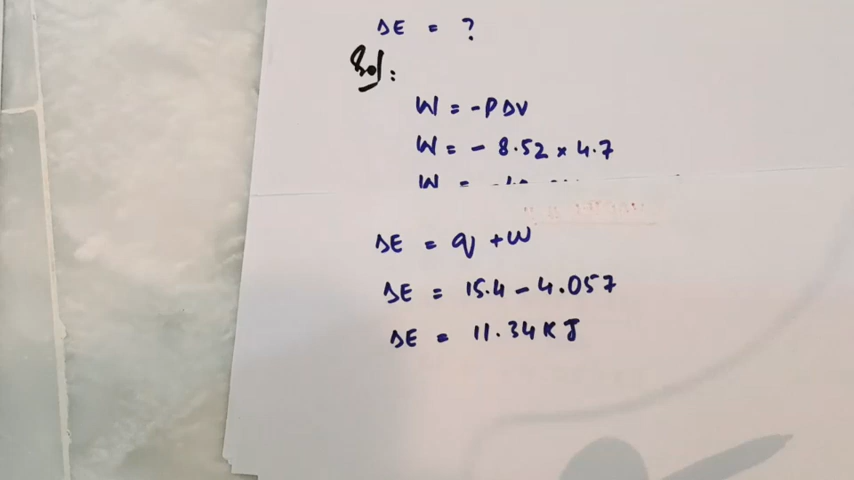 ΔE = ?
Sol:
W = -PΔV
W = - 8.52 × 4.7
W =
ΔE = q + W
ΔE = 15.4 - 4.057
ΔE = 11.34 KJ